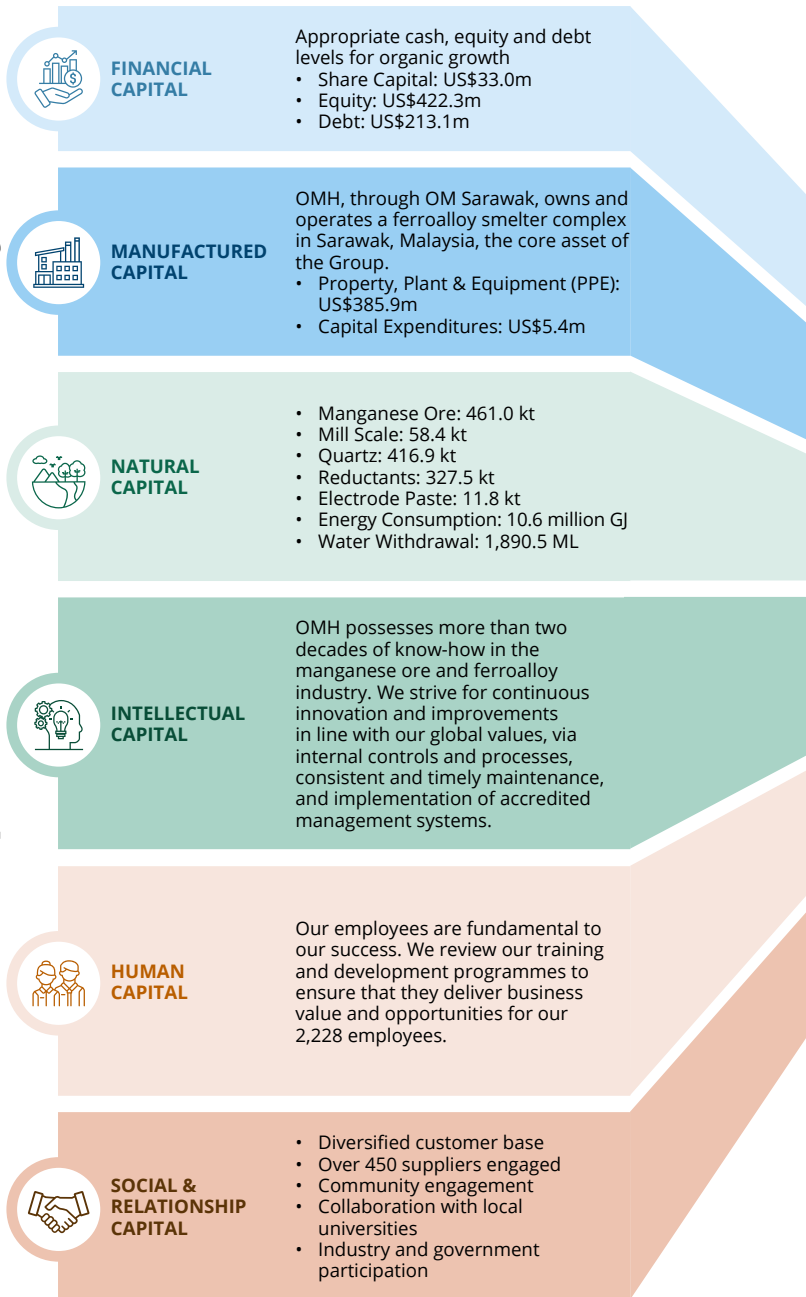 FINANCIAL
CAPITAL
Appropriate cash, equity and debt
levels for organic growth
• Share Capital: US$33.0m
• Equity: US$422.3m
• Debt: US$213.1m
MANUFACTURED
CAPITAL
OMH, through OM Sarawak, owns and
operates a ferroalloy smelter complex
in Sarawak, Malaysia, the core asset of
the Group.
• Property, Plant & Equipment (PPE):
US$385.9m
• Capital Expenditures: US$5.4m
NATURAL
CAPITAL
• Manganese Ore: 461.0 kt
• Mill Scale: 58.4 kt
• Quartz: 416.9 kt
• Reductants: 327.5 kt
• Electrode Paste: 11.8 kt
• Energy Consumption: 10.6 million GJ
• Water Withdrawal: 1,890.5 ML
INTELLECTUAL
CAPITAL
OMH possesses more than two
decades of know-how in the
manganese ore and ferroalloy
industry. We strive for continuous
innovation and improvements
in line with our global values, via
internal controls and processes,
consistent and timely maintenance,
and implementation of accredited
management systems.
HUMAN
CAPITAL
Our employees are fundamental to
our success. We review our training
and development programmes to
ensure that they deliver business
value and opportunities for our
2,228 employees.
SOCIAL &
RELATIONSHIP
CAPITAL
• Diversified customer base
• Over 450 suppliers engaged
• Community engagement
• Collaboration with local
universities
• Industry and government
participation